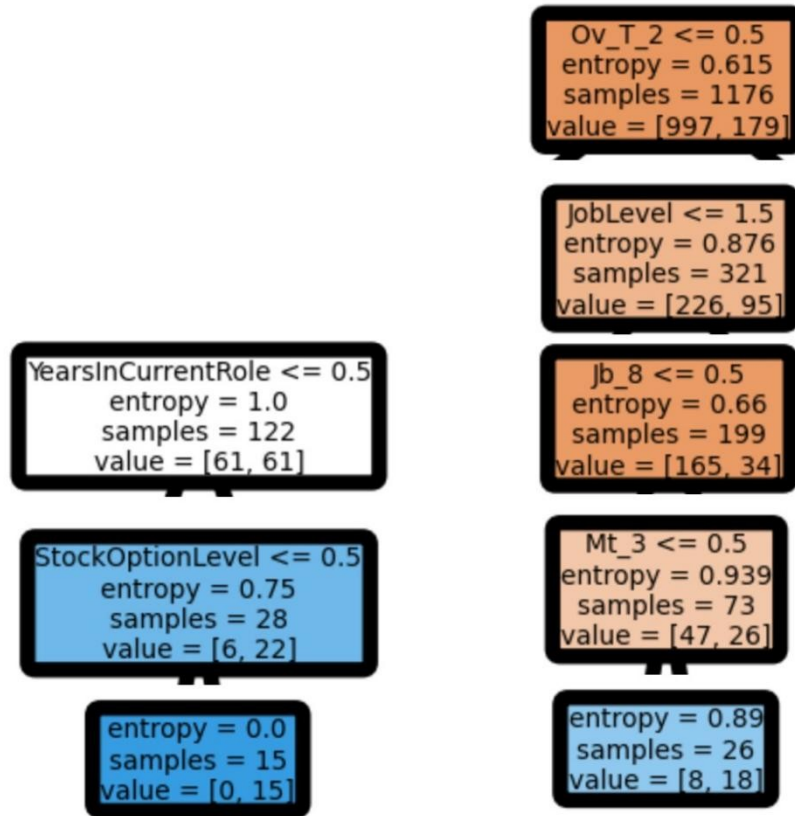 Ov_T_2 <= 0.5
entropy = 0.615
samples = 1176
value = [997, 179]
JobLevel <= 1.5
entropy = 0.876
samples = 321
value = [226, 95]
YearsInCurrentRole <= 0.5
entropy = 1.0
samples = 122
value = [61, 61]
Jb_8 <= 0.5
entropy = 0.66
samples = 199
value = [165, 34]
StockOptionLevel <= 0.5
entropy = 0.75
samples = 28
value = [6, 22]
Mt_3 <= 0.5
entropy = 0.939
samples = 73
value = [47, 26]
entropy = 0.0
samples = 15
value = [0, 15]
entropy = 0.89
samples = 26
value = [8, 18]